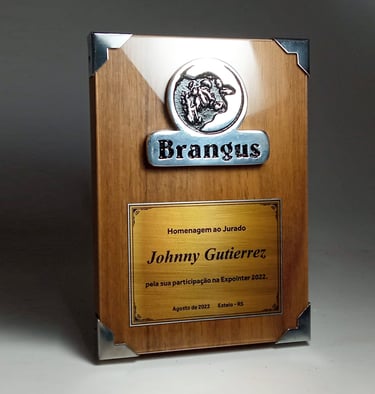 Brangus
Homenagem ao Jurado
Johnny Gutierrez
pela sua participação na Expointer 2022.
Agosto de 2023 Esteio - RS